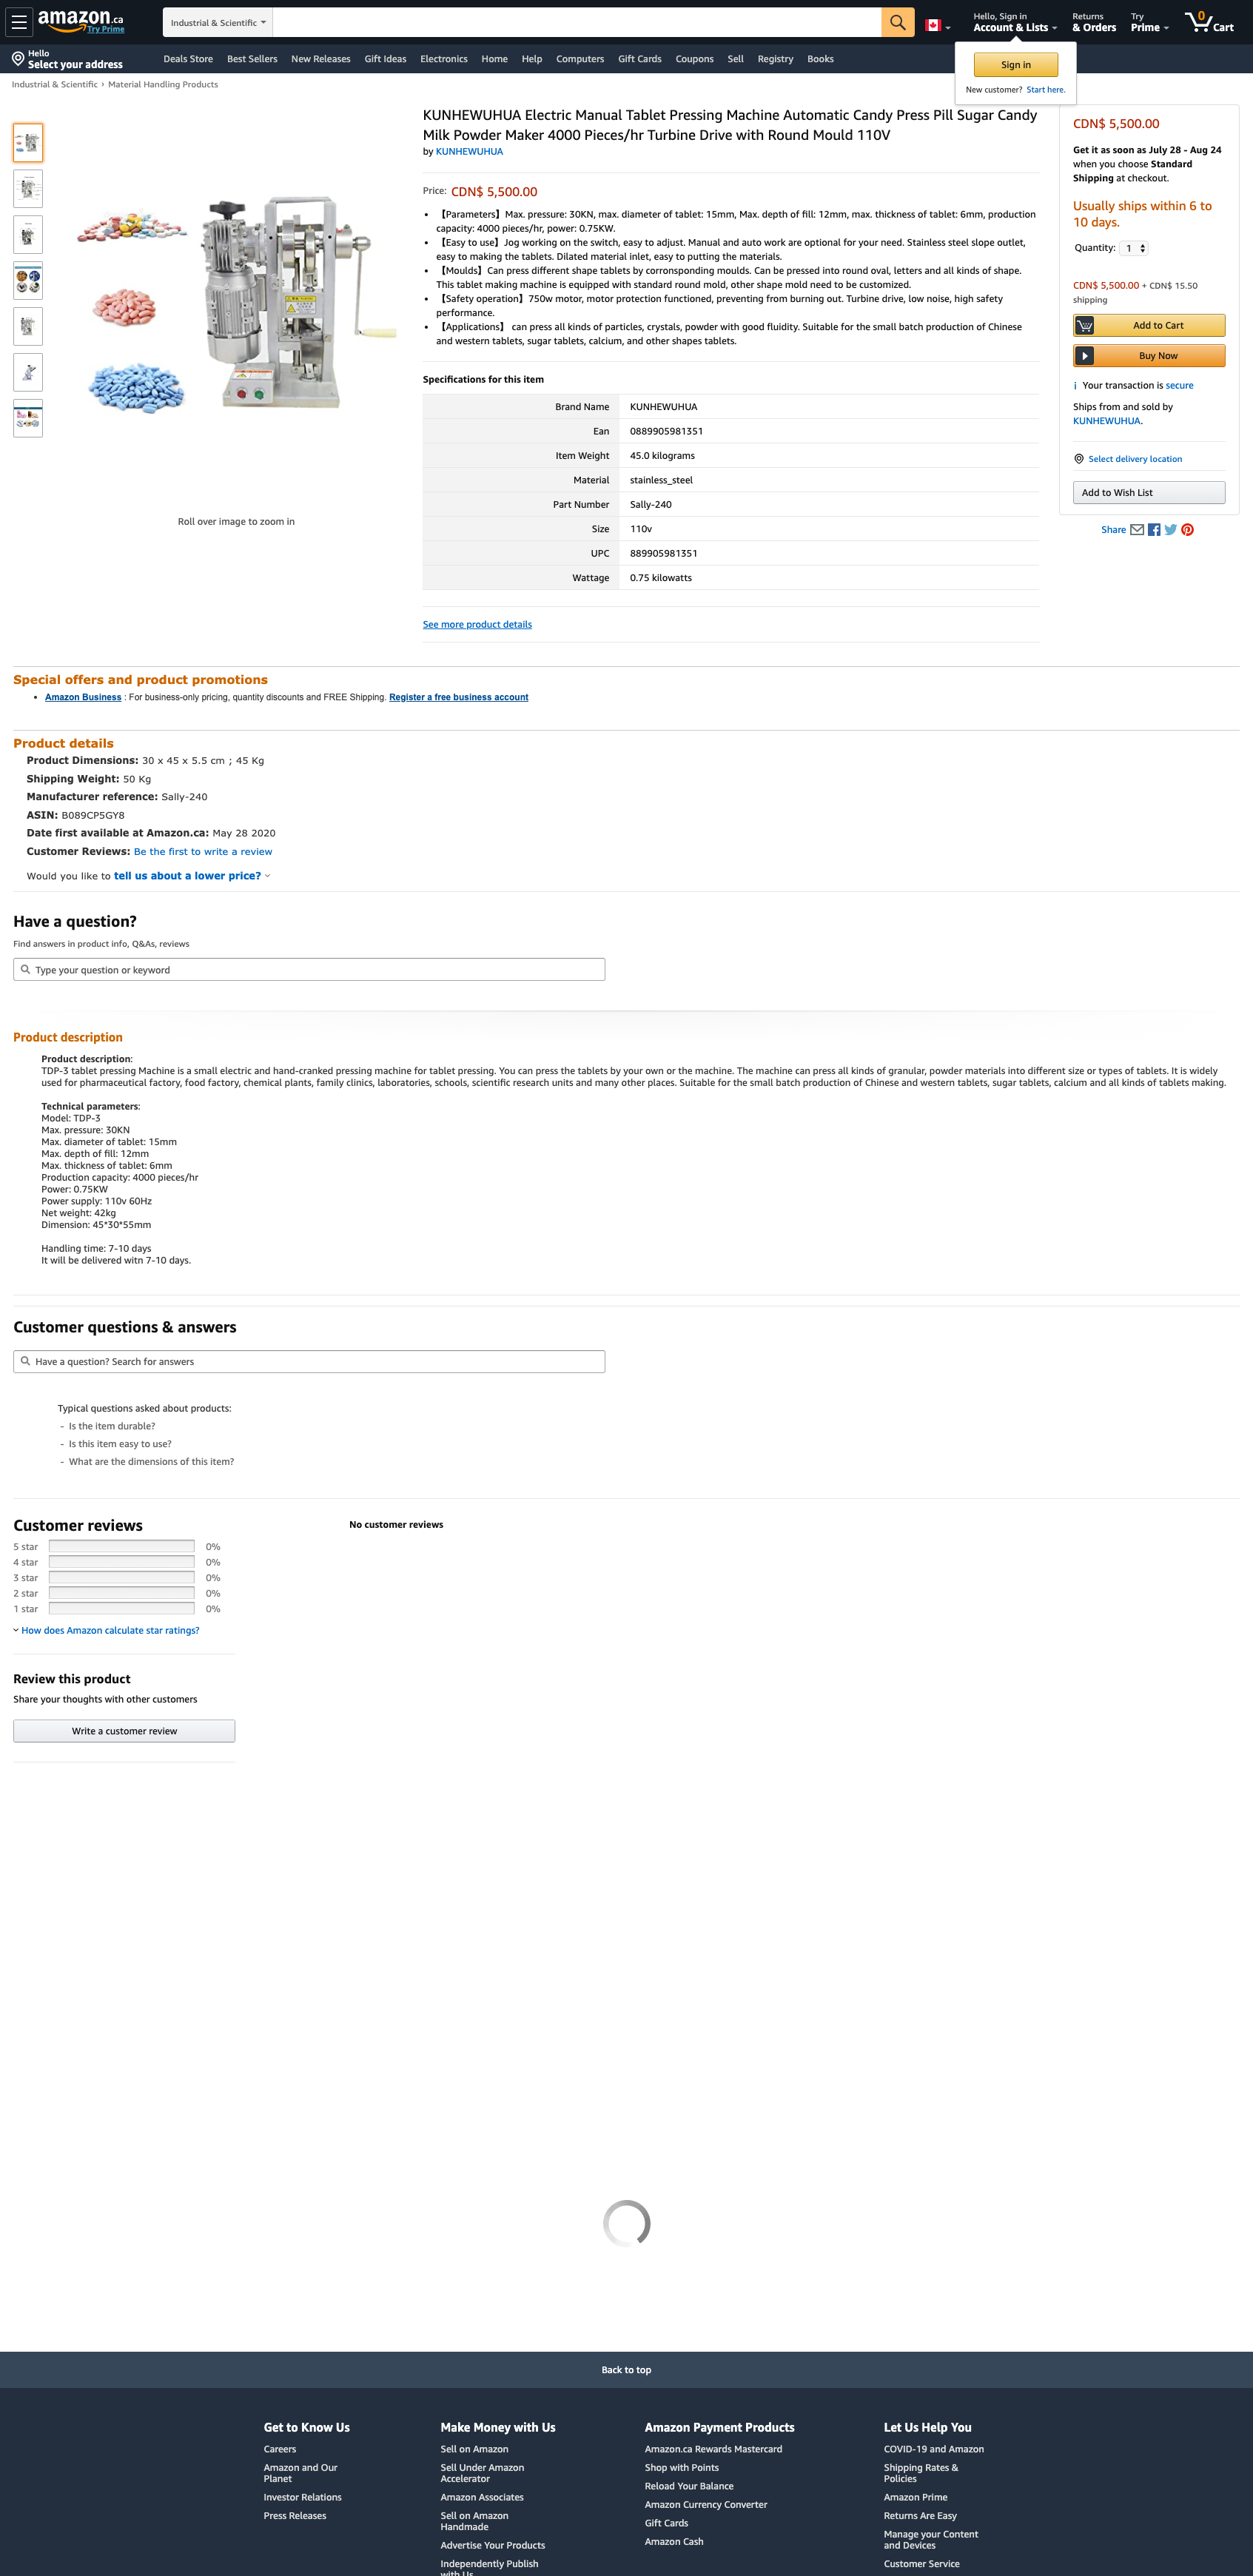 amazon.ca
Try Prime
Industrial & Scientific
Hello, Sign in
Account & Lists
Returns
& Orders
Try
Prime
0
Cart
Hello
Select your address
Deals Store Best Sellers New Releases Gift Ideas Electronics Home Help Computers Gift Cards Coupons Sell Registry Books
Sign in
New customer? Start here.
Industrial & Scientific › Material Handling Products
Roll over image to zoom in
KUNHEWUHUA Electric Manual Tablet Pressing Machine Automatic Candy Press Pill Sugar Candy
Milk Powder Maker 4000 Pieces/hr Turbine Drive with Round Mould 110V
by KUNHEWUHUA
Price: CDN$ 5,500.00
• 【Parameters】Max. pressure: 30KN, max. diameter of tablet: 15mm, Max. depth of fill: 12mm, max. thickness of tablet: 6mm, production
capacity: 4000 pieces/hr, power: 0.75KW.
• 【Easy to use】Jog working on the switch, easy to adjust. Manual and auto work are optional for your need. Stainless steel slope outlet,
easy to making the tablets. Dilated material inlet, easy to putting the materials.
• 【Moulds】Can press different shape tablets by corronsponding moulds. Can be pressed into round oval, letters and all kinds of shape.
This tablet making machine is equipped with standard round mold, other shape mold need to be customized.
• 【Safety operation】750w motor, motor protection functioned, preventing from burning out. Turbine drive, low noise, high safety
performance.
• 【Applications】 can press all kinds of particles, crystals, powder with good fluidity. Suitable for the small batch production of Chinese
and western tablets, sugar tablets, calcium, and other shapes tablets.
Specifications for this item
Brand Name KUNHEWUHUA
Ean 0889905981351
Item Weight 45.0 kilograms
Material stainless_steel
Part Number Sally-240
Size 110v
UPC 889905981351
Wattage 0.75 kilowatts
See more product details
CDN$ 5,500.00
Get it as soon as July 28 - Aug 24
when you choose Standard
Shipping at checkout.
Usually ships within 6 to
10 days.
Quantity: 1
CDN$ 5,500.00 + CDN$ 15.50
shipping
Add to Cart
Buy Now
Your transaction is secure
Ships from and sold by
KUNHEWUHUA.
Select delivery location
Add to Wish List
Share
Special offers and product promotions
• Amazon Business : For business-only pricing, quantity discounts and FREE Shipping. Register a free business account
Product details
Product Dimensions: 30 x 45 x 5.5 cm ; 45 Kg
Shipping Weight: 50 Kg
Manufacturer reference: Sally-240
ASIN: B089CP5GY8
Date first available at Amazon.ca: May 28 2020
Customer Reviews: Be the first to write a review
Would you like to tell us about a lower price?
Have a question?
Find answers in product info, Q&As, reviews
Type your question or keyword
Product description
Product description:
TDP-3 tablet pressing Machine is a small electric and hand-cranked pressing machine for tablet pressing. You can press the tablets by your own or the machine. The machine can press all kinds of granular, powder materials into different size or types of tablets. It is widely
used for pharmaceutical factory, food factory, chemical plants, family clinics, laboratories, schools, scientific research units and many other places. Suitable for the small batch production of Chinese and western tablets, sugar tablets, calcium and all kinds of tablets making.
Technical parameters:
Model: TDP-3
Max. pressure: 30KN
Max. diameter of tablet: 15mm
Max. depth of fill: 12mm
Max. thickness of tablet: 6mm
Production capacity: 4000 pieces/hr
Power: 0.75KW
Power supply: 110v 60Hz
Net weight: 42kg
Dimension: 45*30*55mm
Handling time: 7-10 days
It will be delivered witn 7-10 days.
Customer questions & answers
Have a question? Search for answers
Typical questions asked about products:
- Is the item durable?
- Is this item easy to use?
- What are the dimensions of this item?
Customer reviews
5 star 0%
4 star 0%
3 star 0%
2 star 0%
1 star 0%
How does Amazon calculate star ratings?
Review this product
Share your thoughts with other customers
Write a customer review
No customer reviews
Back to top
Get to Know Us
Careers
Amazon and Our
Planet
Investor Relations
Press Releases
Make Money with Us
Sell on Amazon
Sell Under Amazon
Accelerator
Amazon Associates
Sell on Amazon
Handmade
Advertise Your Products
Independently Publish
with Us
Amazon Payment Products
Amazon.ca Rewards Mastercard
Shop with Points
Reload Your Balance
Amazon Currency Converter
Gift Cards
Amazon Cash
Let Us Help You
COVID-19 and Amazon
Shipping Rates &
Policies
Amazon Prime
Returns Are Easy
Manage your Content
and Devices
Customer Service